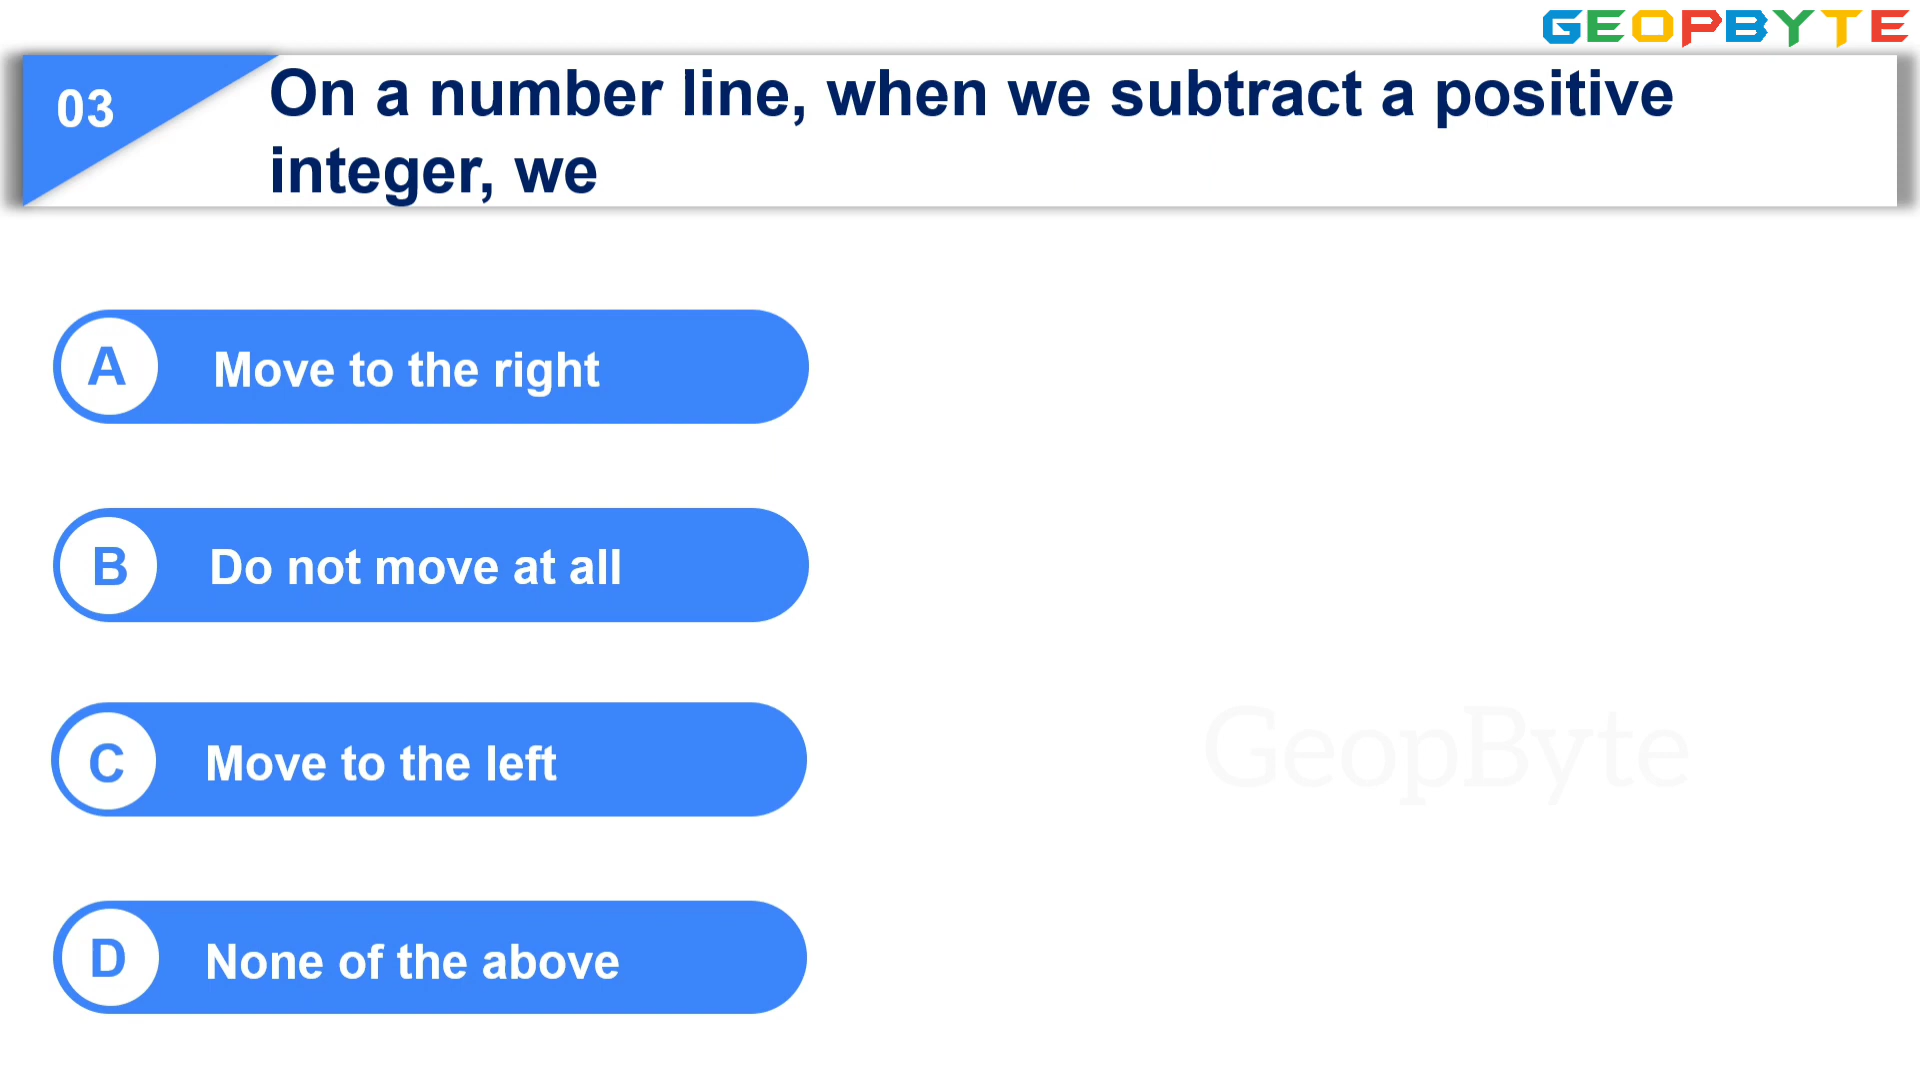 GEOPBYTE
03
On a number line, when we subtract a positive
integer, we
A Move to the right
B Do not move at all
C Move to the left
GeopByte
D None of the above